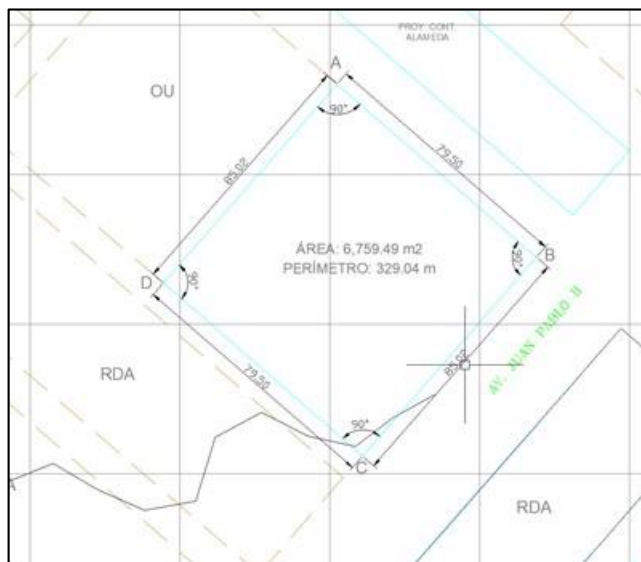 PROY. CONT.
ALAMEDA
A
OU
90°
85.02
79.50
ÁREA: 6,759.49 m2
PERÍMETRO: 329.04 m
B
90°
D
90°
AV. JUAN PABLO II
85.02
RDA
79.50
90°
C
A
RDA